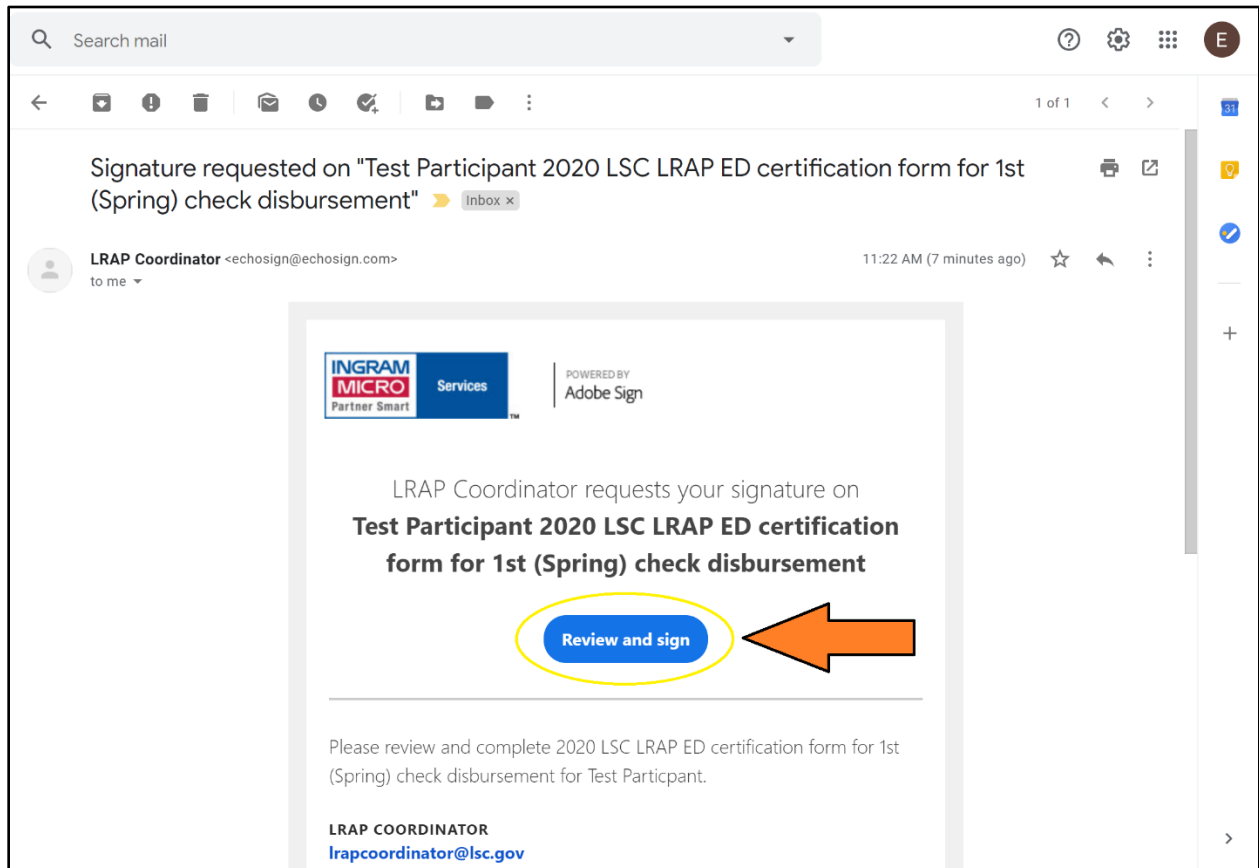 Search mail
E
1 of 1
31
Signature requested on "Test Participant 2020 LSC LRAP ED certification form for 1st
(Spring) check disbursement" Inbox ×
LRAP Coordinator <echosign@echosign.com>
11:22 AM (7 minutes ago)
to me
INGRAM
MICRO
Partner Smart
Services
TM
POWERED BY
Adobe Sign
LRAP Coordinator requests your signature on
Test Participant 2020 LSC LRAP ED certification
form for 1st (Spring) check disbursement
Review and sign
Please review and complete 2020 LSC LRAP ED certification form for 1st
(Spring) check disbursement for Test Particpant.
LRAP COORDINATOR
lrapcoordinator@lsc.gov